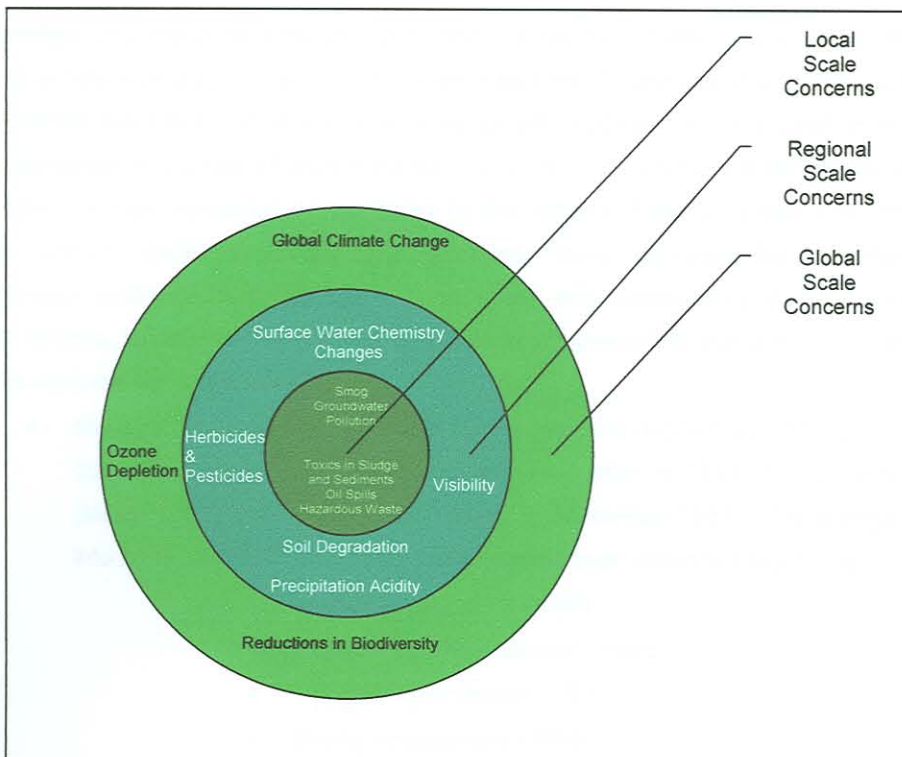 Local
Scale
Concerns
Regional
Scale
Concerns
Global
Scale
Concerns
Global Climate Change
Surface Water Chemistry
Changes
Smog
Groundwater
Pollution
Herbicides
&
Pesticides
Ozone
Depletion
Toxics in Sludge
and Sediments
Oil Spills
Hazardous Waste
Visibility
Soil Degradation
Precipitation Acidity
Reductions in Biodiversity